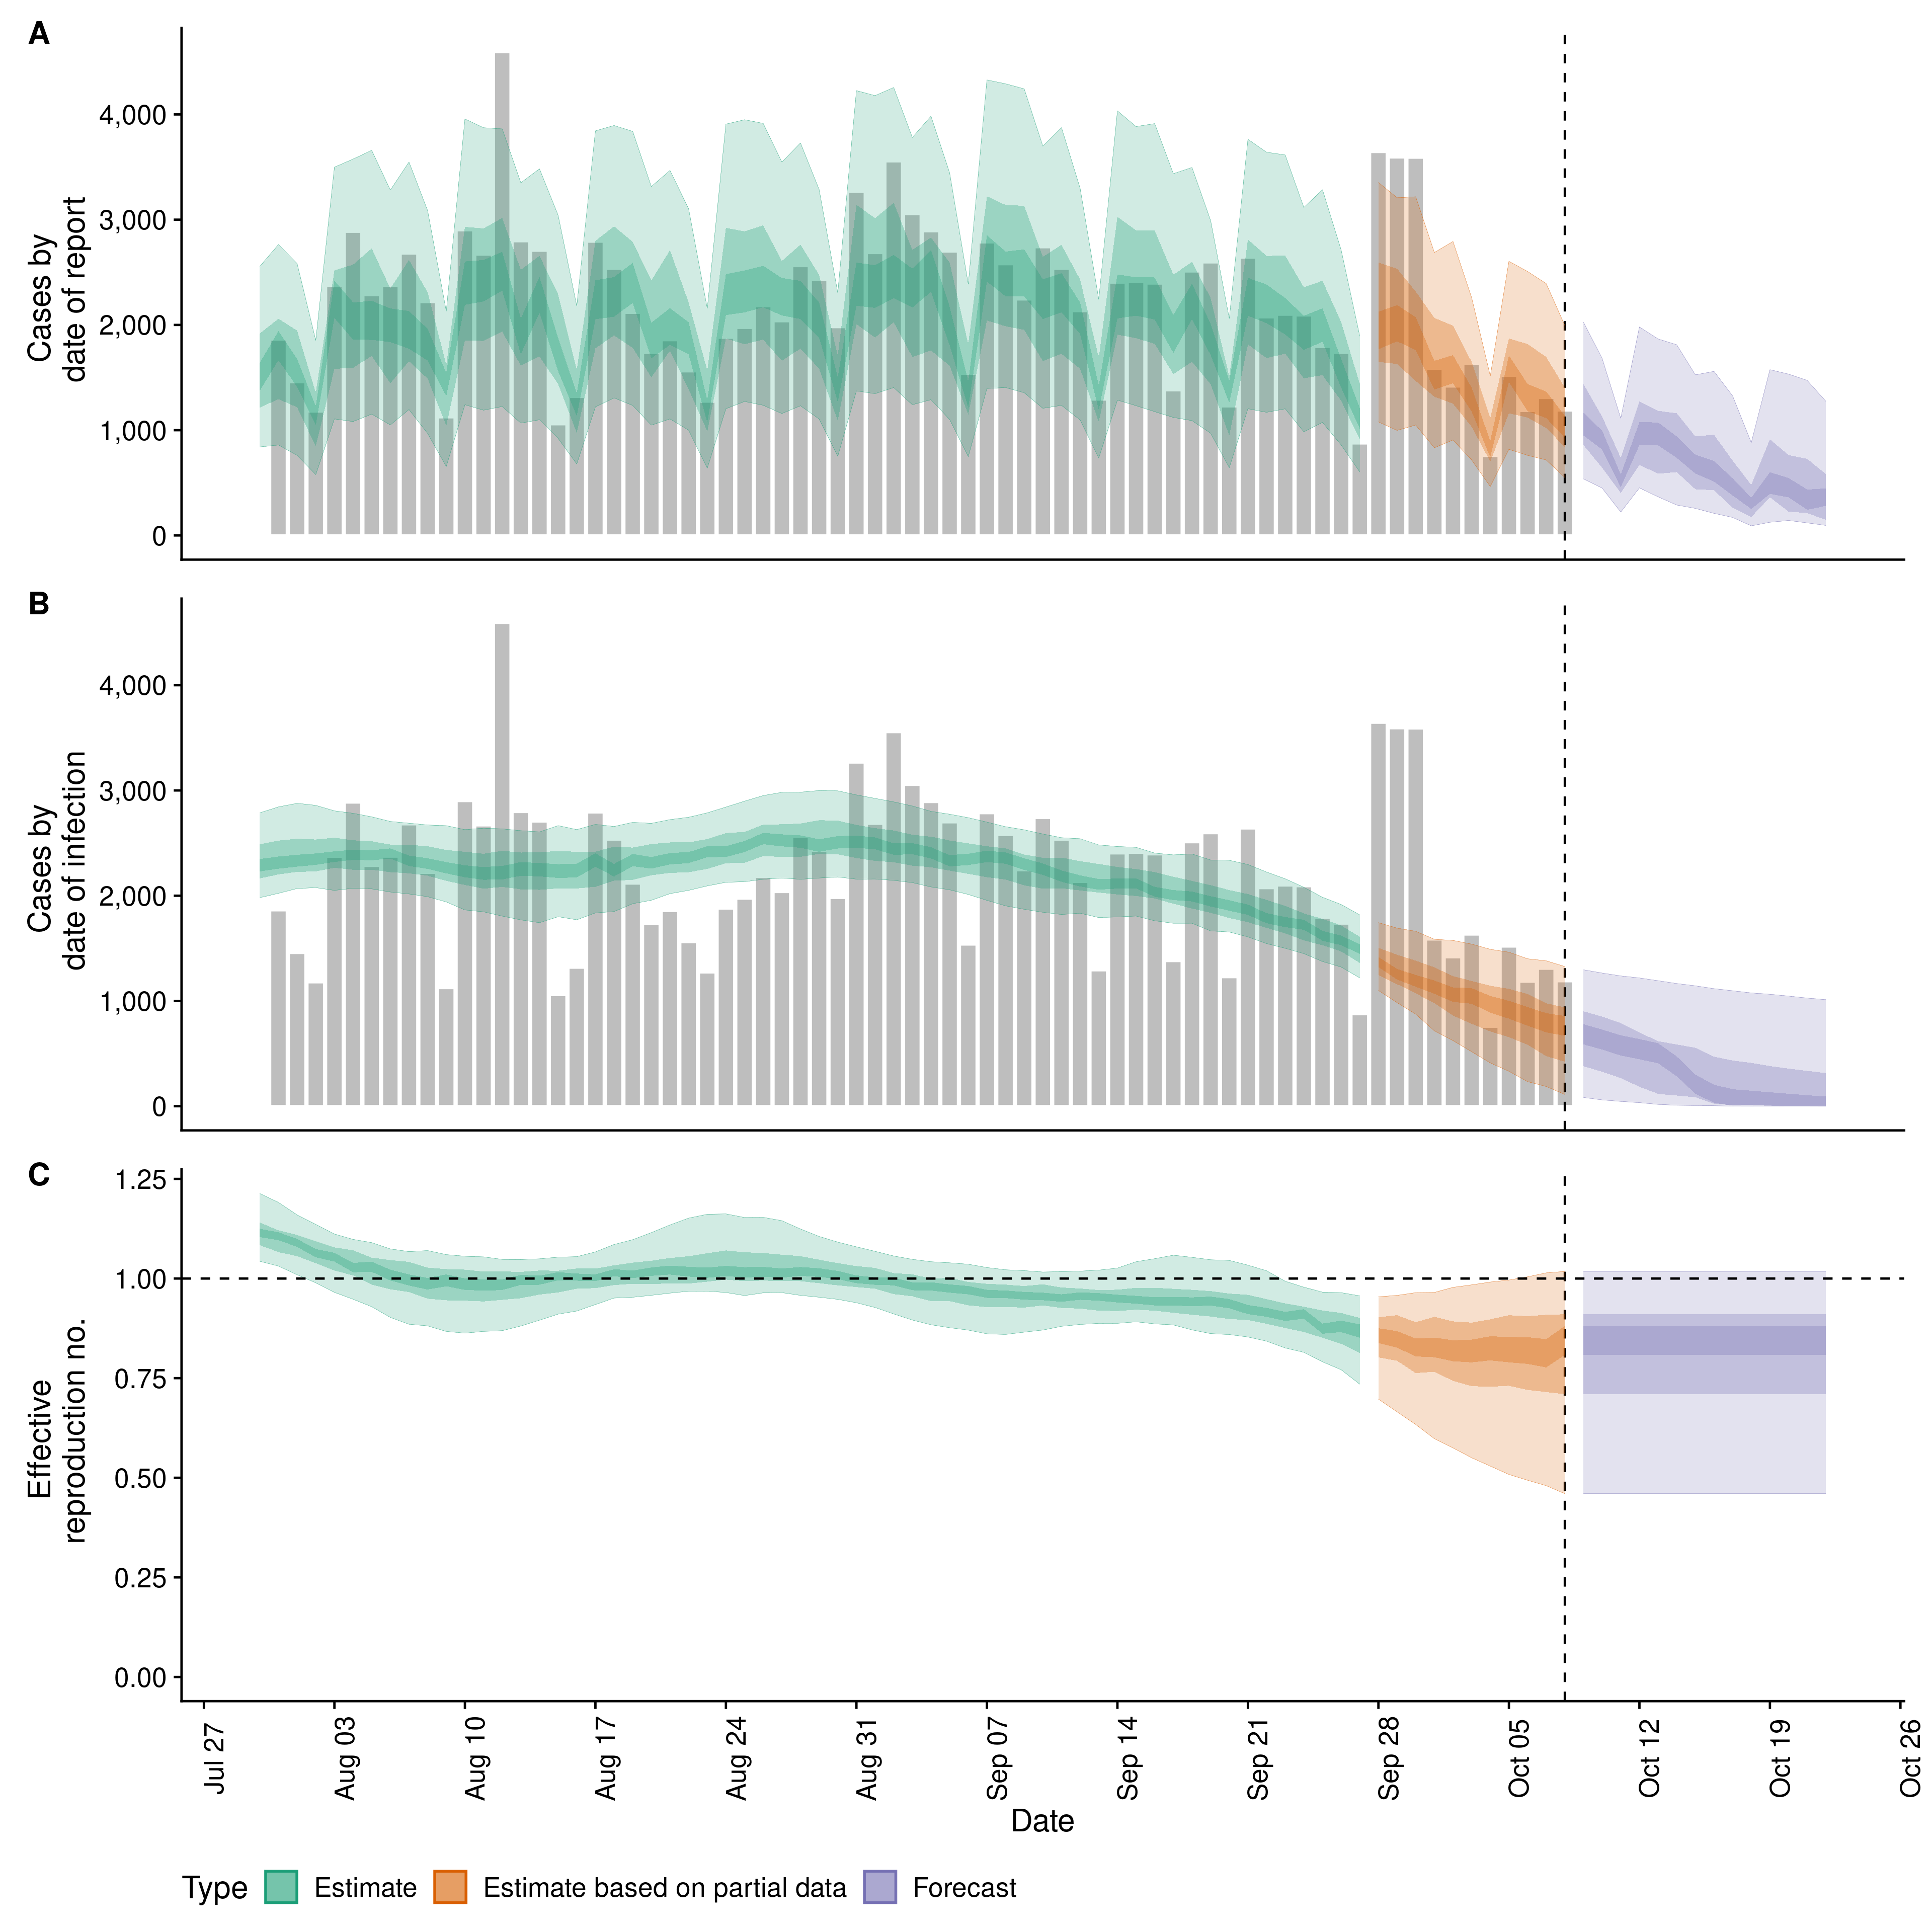 A
Cases by
date of report
4,000
3,000
2,000
1,000
0
B
Cases by
date of infection
4,000
3,000
2,000
1,000
0
C
Effective
reproduction no.
1.25
1.00
0.75
0.50
0.25
0.00
Jul 27
Aug 03
Aug 10
Aug 17
Aug 24
Aug 31
Sep 07
Sep 14
Sep 21
Sep 28
Oct 05
Oct 12
Oct 19
Oct 26
Date
Type Estimate Estimate based on partial data Forecast